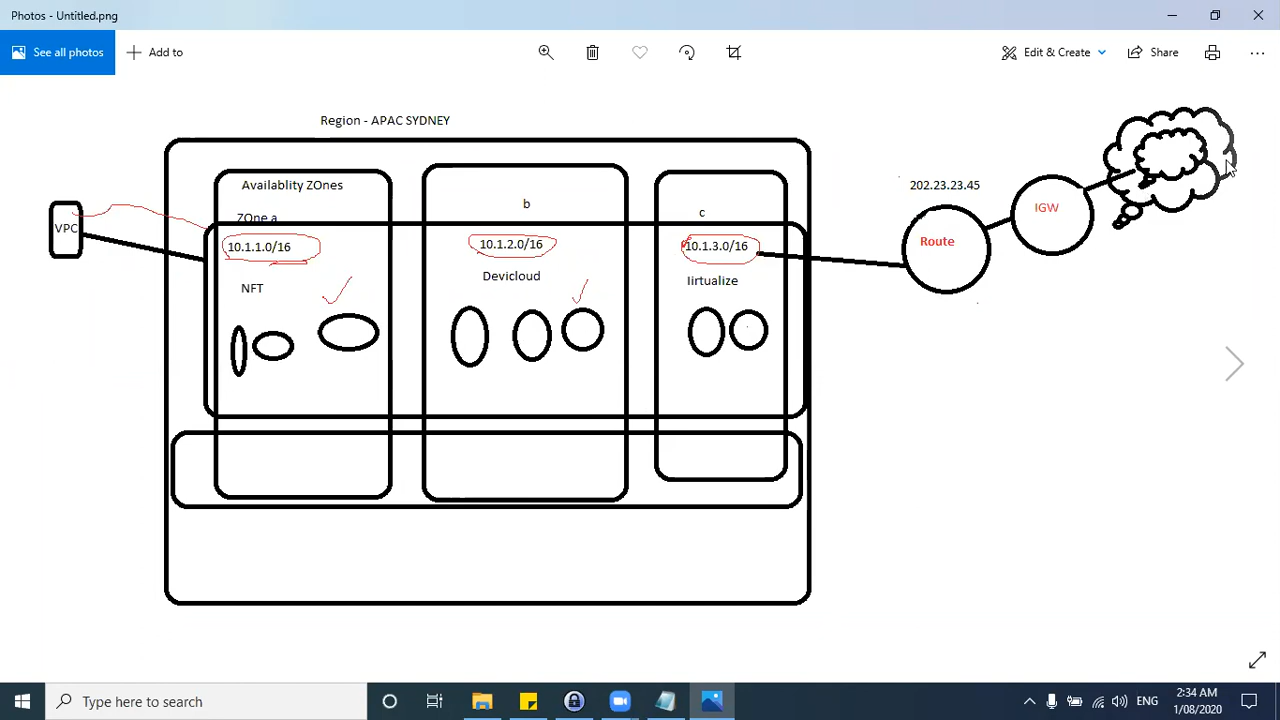 Photos - Untitled.png
See all photos
Add to
Edit & Create
Share
Region - APAC SYDNEY
Availablity ZOnes
ZOne a
b
c
202.23.23.45
VPC
IGW
Route
10.1.1.0/16
10.1.2.0/16
10.1.3.0/16
NFT
Devicloud
Iirtualize
Type here to search
ENG
2:34 AM
1/08/2020